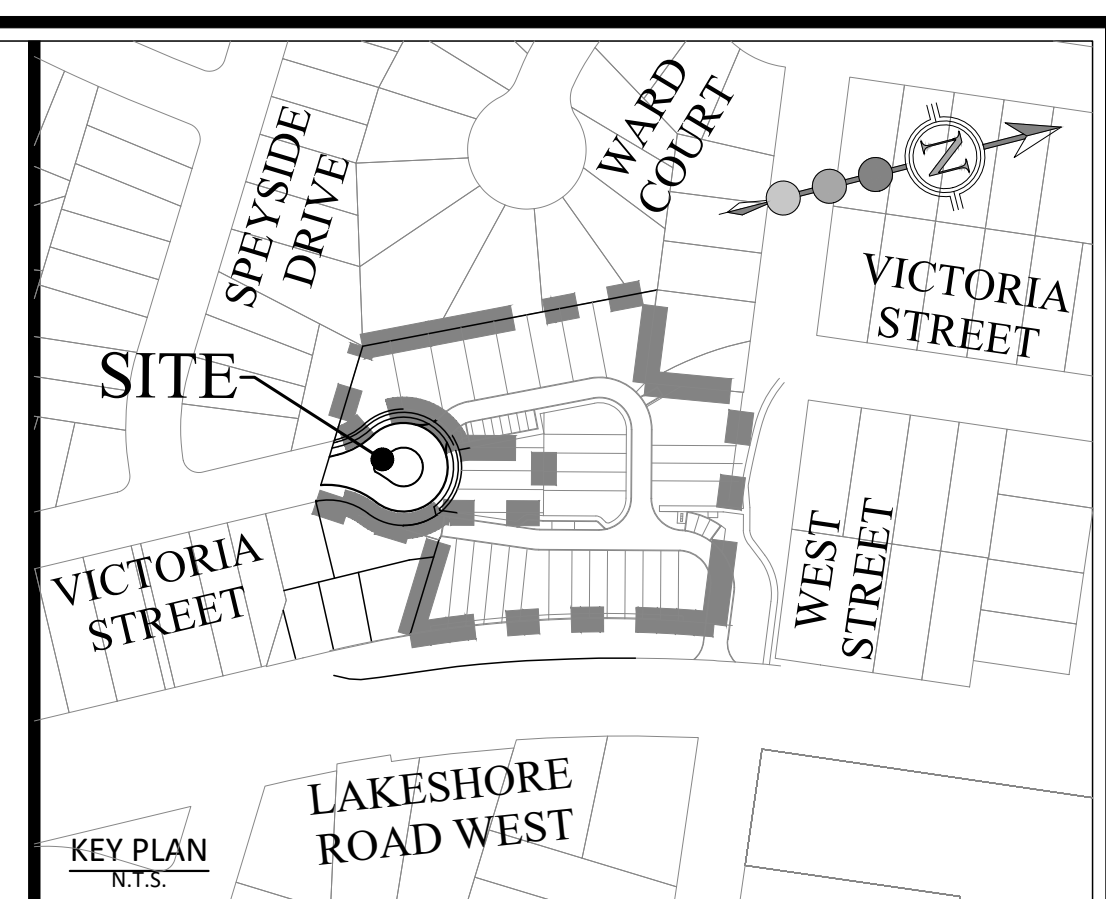 WARD
COURT
SPEYSIDE
DRIVE
N
VICTORIA
STREET
SITE
VICTORIA
STREET
WEST
STREET
LAKESHORE
ROAD WEST
KEY PLAN
N.T.S.